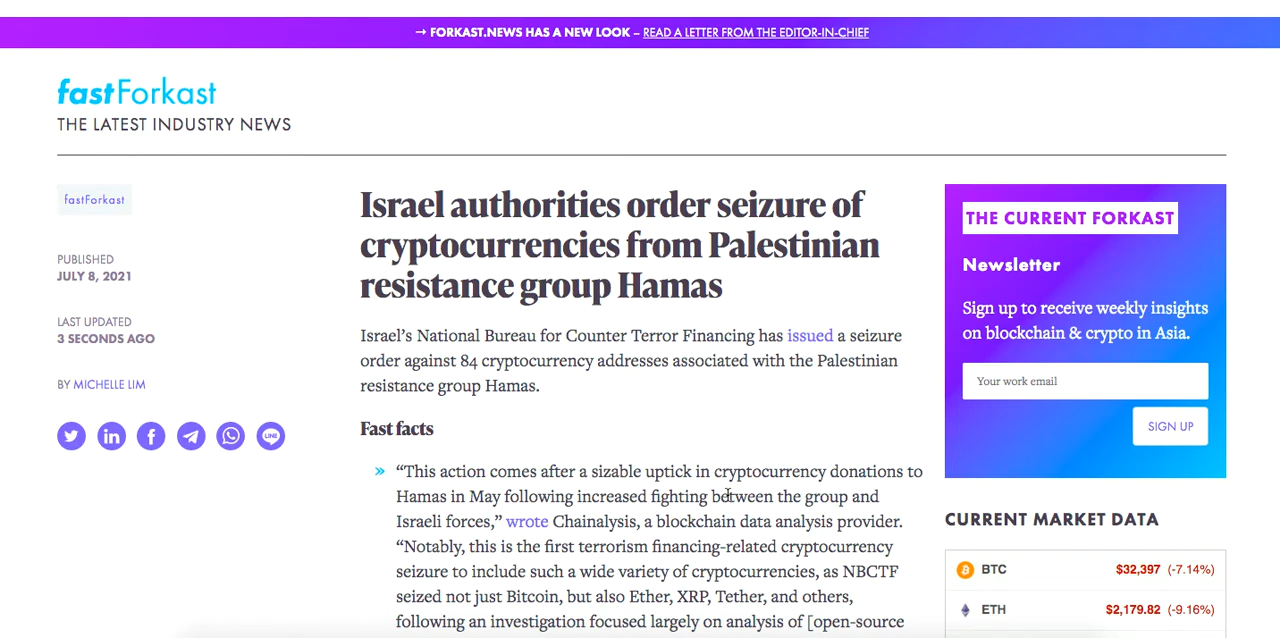 → FORKAST.NEWS HAS A NEW LOOK – READ A LETTER FROM THE EDITOR-IN-CHIEF
fastForkast
THE LATEST INDUSTRY NEWS
fastForkast
PUBLISHED
JULY 8, 2021
LAST UPDATED
3 SECONDS AGO
BY MICHELLE LIM
LINE
Israel authorities order seizure of
cryptocurrencies from Palestinian
resistance group Hamas
Israel’s National Bureau for Counter Terror Financing has issued a seizure
order against 84 cryptocurrency addresses associated with the Palestinian
resistance group Hamas.
Fast facts
» “This action comes after a sizable uptick in cryptocurrency donations to
Hamas in May following increased fighting between the group and
Israeli forces,” wrote Chainalysis, a blockchain data analysis provider.
“Notably, this is the first terrorism financing-related cryptocurrency
seizure to include such a wide variety of cryptocurrencies, as NBCTF
seized not just Bitcoin, but also Ether, XRP, Tether, and others,
following an investigation focused largely on analysis of [open-source
THE CURRENT FORKAST
Newsletter
Sign up to receive weekly insights
on blockchain & crypto in Asia.
Your work email
SIGN UP
CURRENT MARKET DATA
BTC $32,397 (-7.14%)
ETH $2,179.82 (-9.16%)